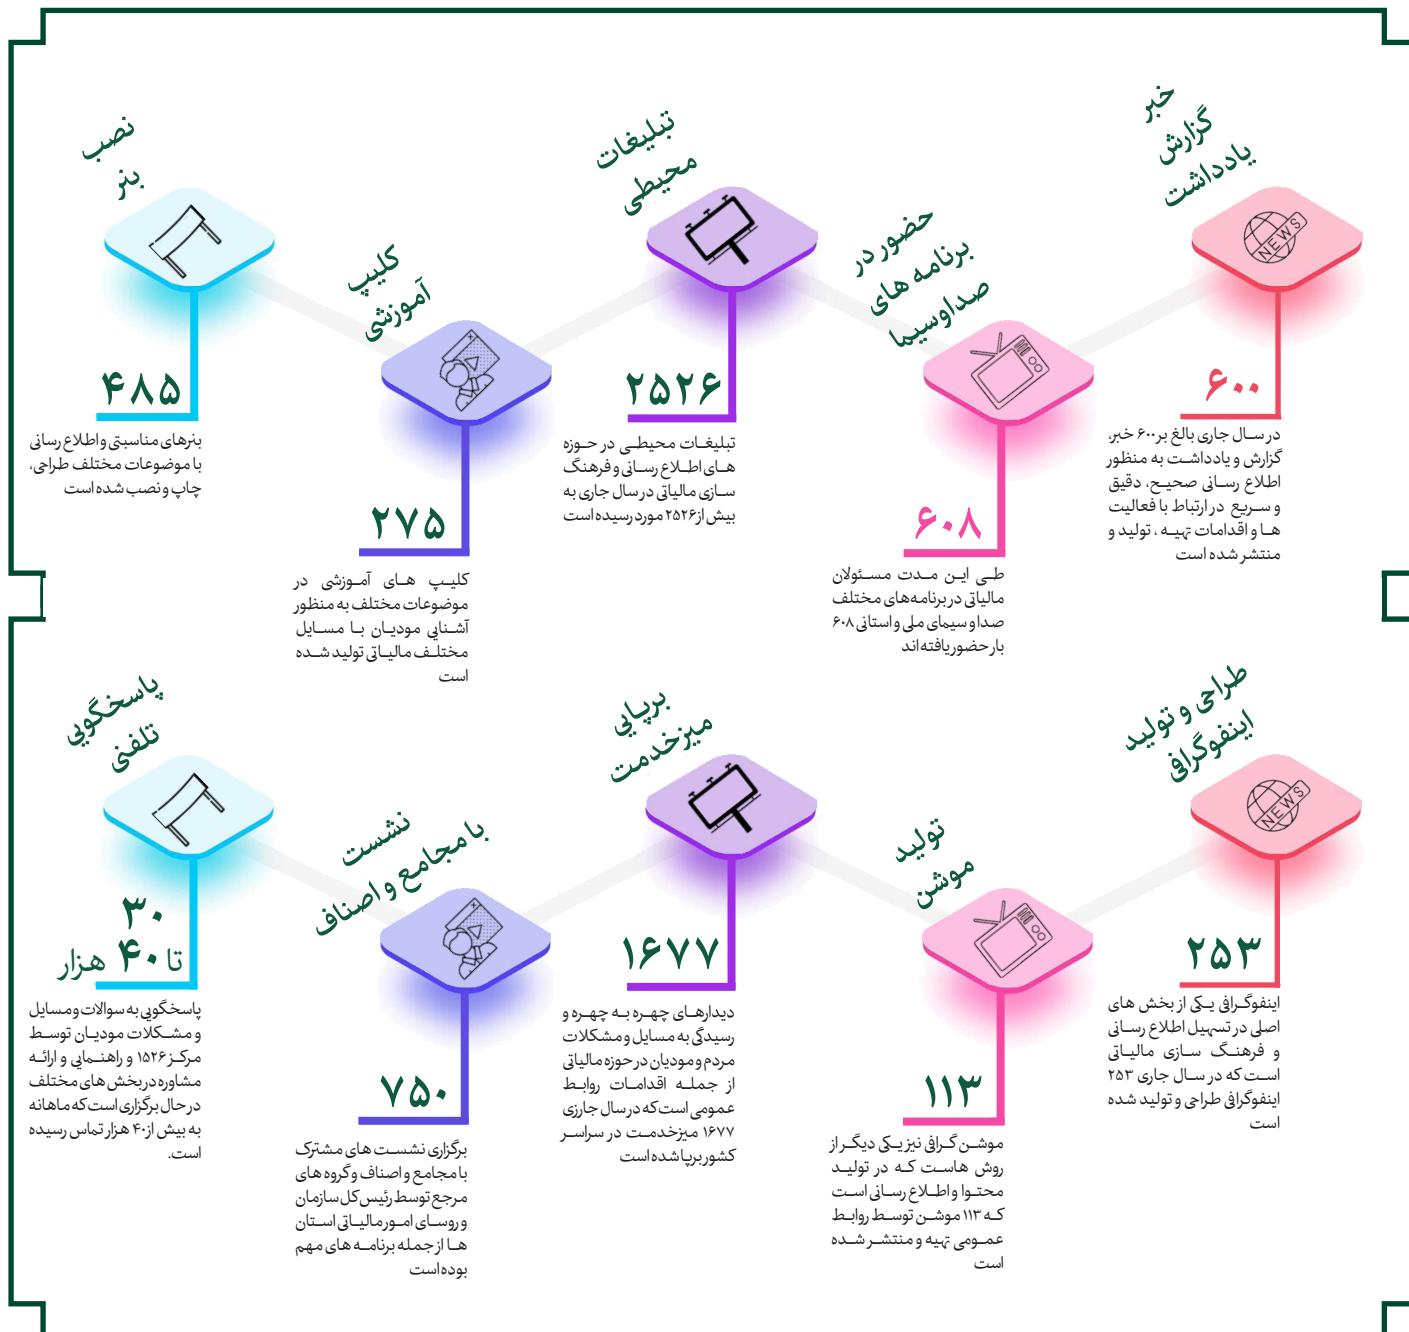 خبر
گزارش
یادداشت
NEWS
۶۰۰
در سال جاری بالغ بر ۶۰۰ خبر،
گزارش و یادداشت به منظور
اطلاع رسانی صحیح، دقیق
و سریع در ارتباط با فعالیت
ها و اقدامات تهیه ، تولید و
منتشر شده است
حضور در
برنامه های
صداوسیما
۶۰۸
طی این مدت مسئولان
مالیاتی در برنامه‌های مختلف
صدا و سیمای ملی و استانی ۶۰۸
بار حضور یافته اند
تبلیغات
محیطی
۲۵۲۶
تبلیغات محیطی در حوزه
های اطلاع رسانی و فرهنگ
سازی مالیاتی در سال جاری به
بیش از ۲۵۲۶ مورد رسیده است
کلیپ
آموزشی
۲۷۵
کلیپ های آموزشی در
موضوعات مختلف به منظور
آشنایی مودیان با مسایل
مختلف مالیاتی تولید شده
است
نصب
بنر
۴۸۵
بنرهای مناسبتی و اطلاع رسانی
با موضوعات مختلف طراحی،
چاپ و نصب شده است
طراحی و تولید
اینفوگرافی
NEWS
۲۵۳
اینفوگرافی یکی از بخش های
اصلی در تسهیل اطلاع رسانی
و فرهنگ سازی مالیاتی
است که در سال جاری ۲۵۳
اینفوگرافی طراحی و تولید شده
است
تولید
موشن
۱۱۳
موشن گرافی نیز یکی دیگر از
روش هاست که در تولید
محتوا و اطلاع رسانی است
که ۱۱۳ موشن توسط روابط
عمومی تهیه و منتشر شده
است
برپایی
میزخدمت
۱۶۷۷
دیدارهای چهره به چهره و
رسیدگی به مسایل و مشکلات
مردم و مودیان در حوزه مالیاتی
از جمله اقدامات روابط
عمومی است که در سال جارزی
۱۶۷۷ میزخدمت در سراسر
کشور برپا شده است
نشست
با مجامع و اصناف
۷۵۰
برگزاری نشست های مشترک
با مجامع و اصناف و گروه های
مرجع توسط رئیس کل سازمان
و روسای امور مالیاتی استان
ها از جمله برنامه های مهم
بوده است
پاسخگویی
تلفنی
۳۰
تا ۴۰ هزار
پاسخگویی به سوالات و مسایل
و مشکلات مودیان توسط
مرکز ۱۵۲۶ و راهنمایی و ارائه
مشاوره در بخش های مختلف
در حال برگزاری است که ماهانه
به بیش از ۴۰ هزار تماس رسیده
است.